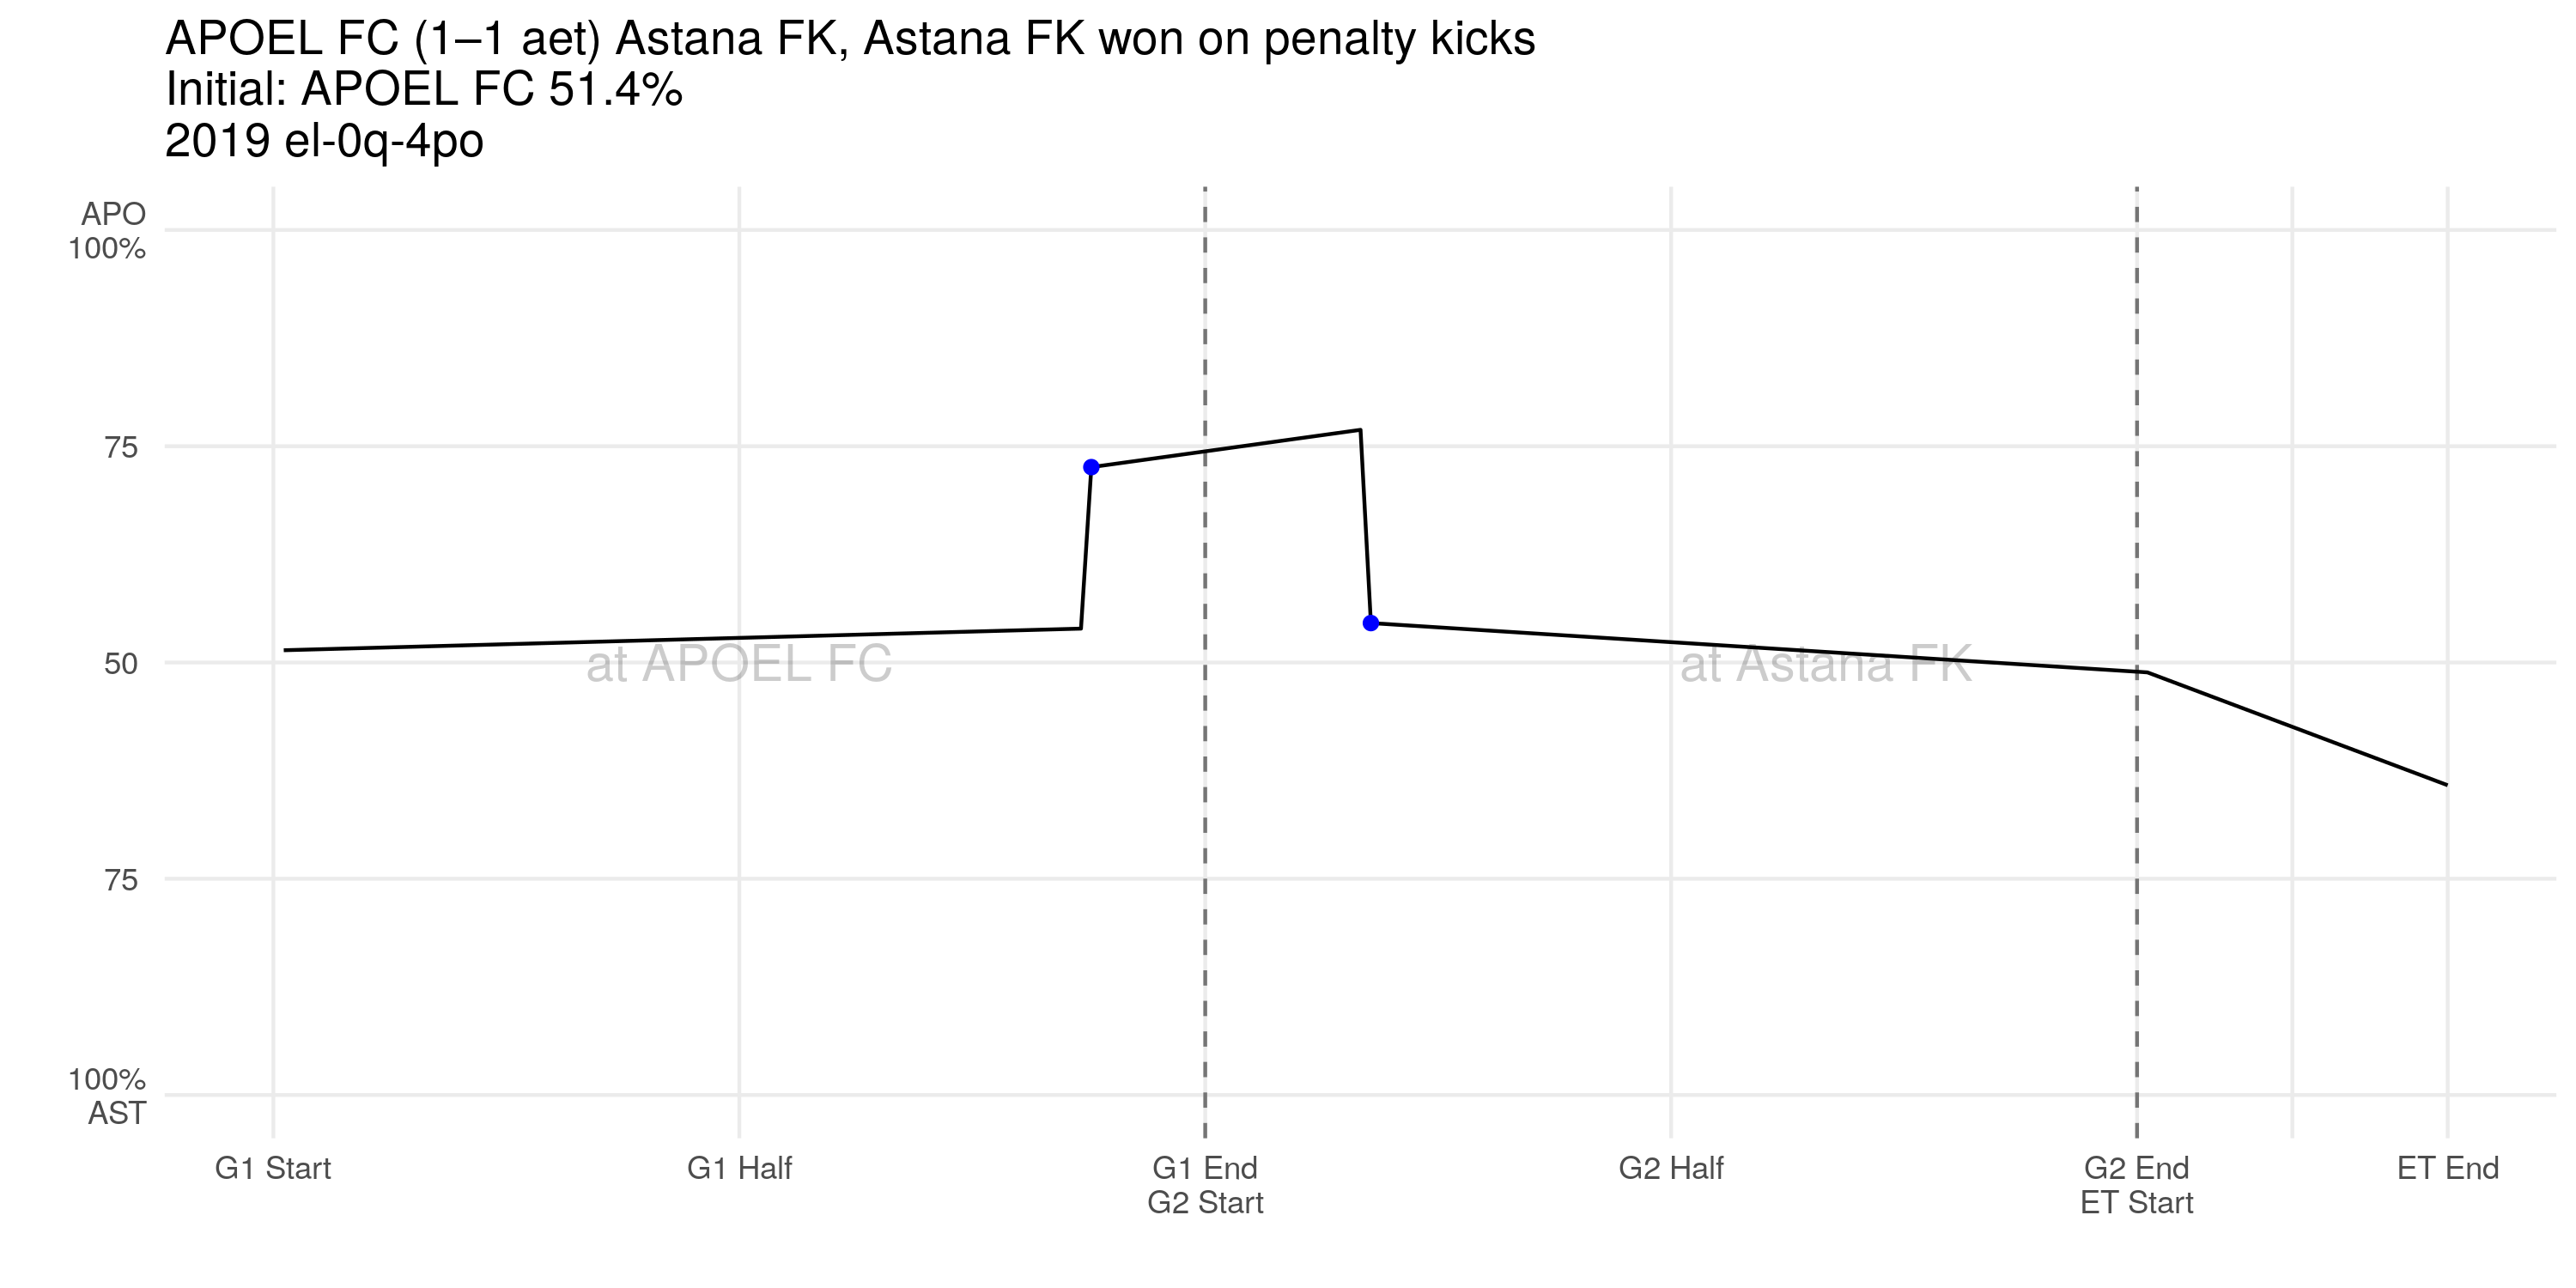 APOEL FC (1–1 aet) Astana FK, Astana FK won on penalty kicks
Initial: APOEL FC 51.4%
2019 el-0q-4po
APO
100%
75
50
75
100%
AST
at APOEL FC
at Astana FK
G1 Start
G1 Half
G1 End
G2 Start
G2 Half
G2 End
ET Start
ET End